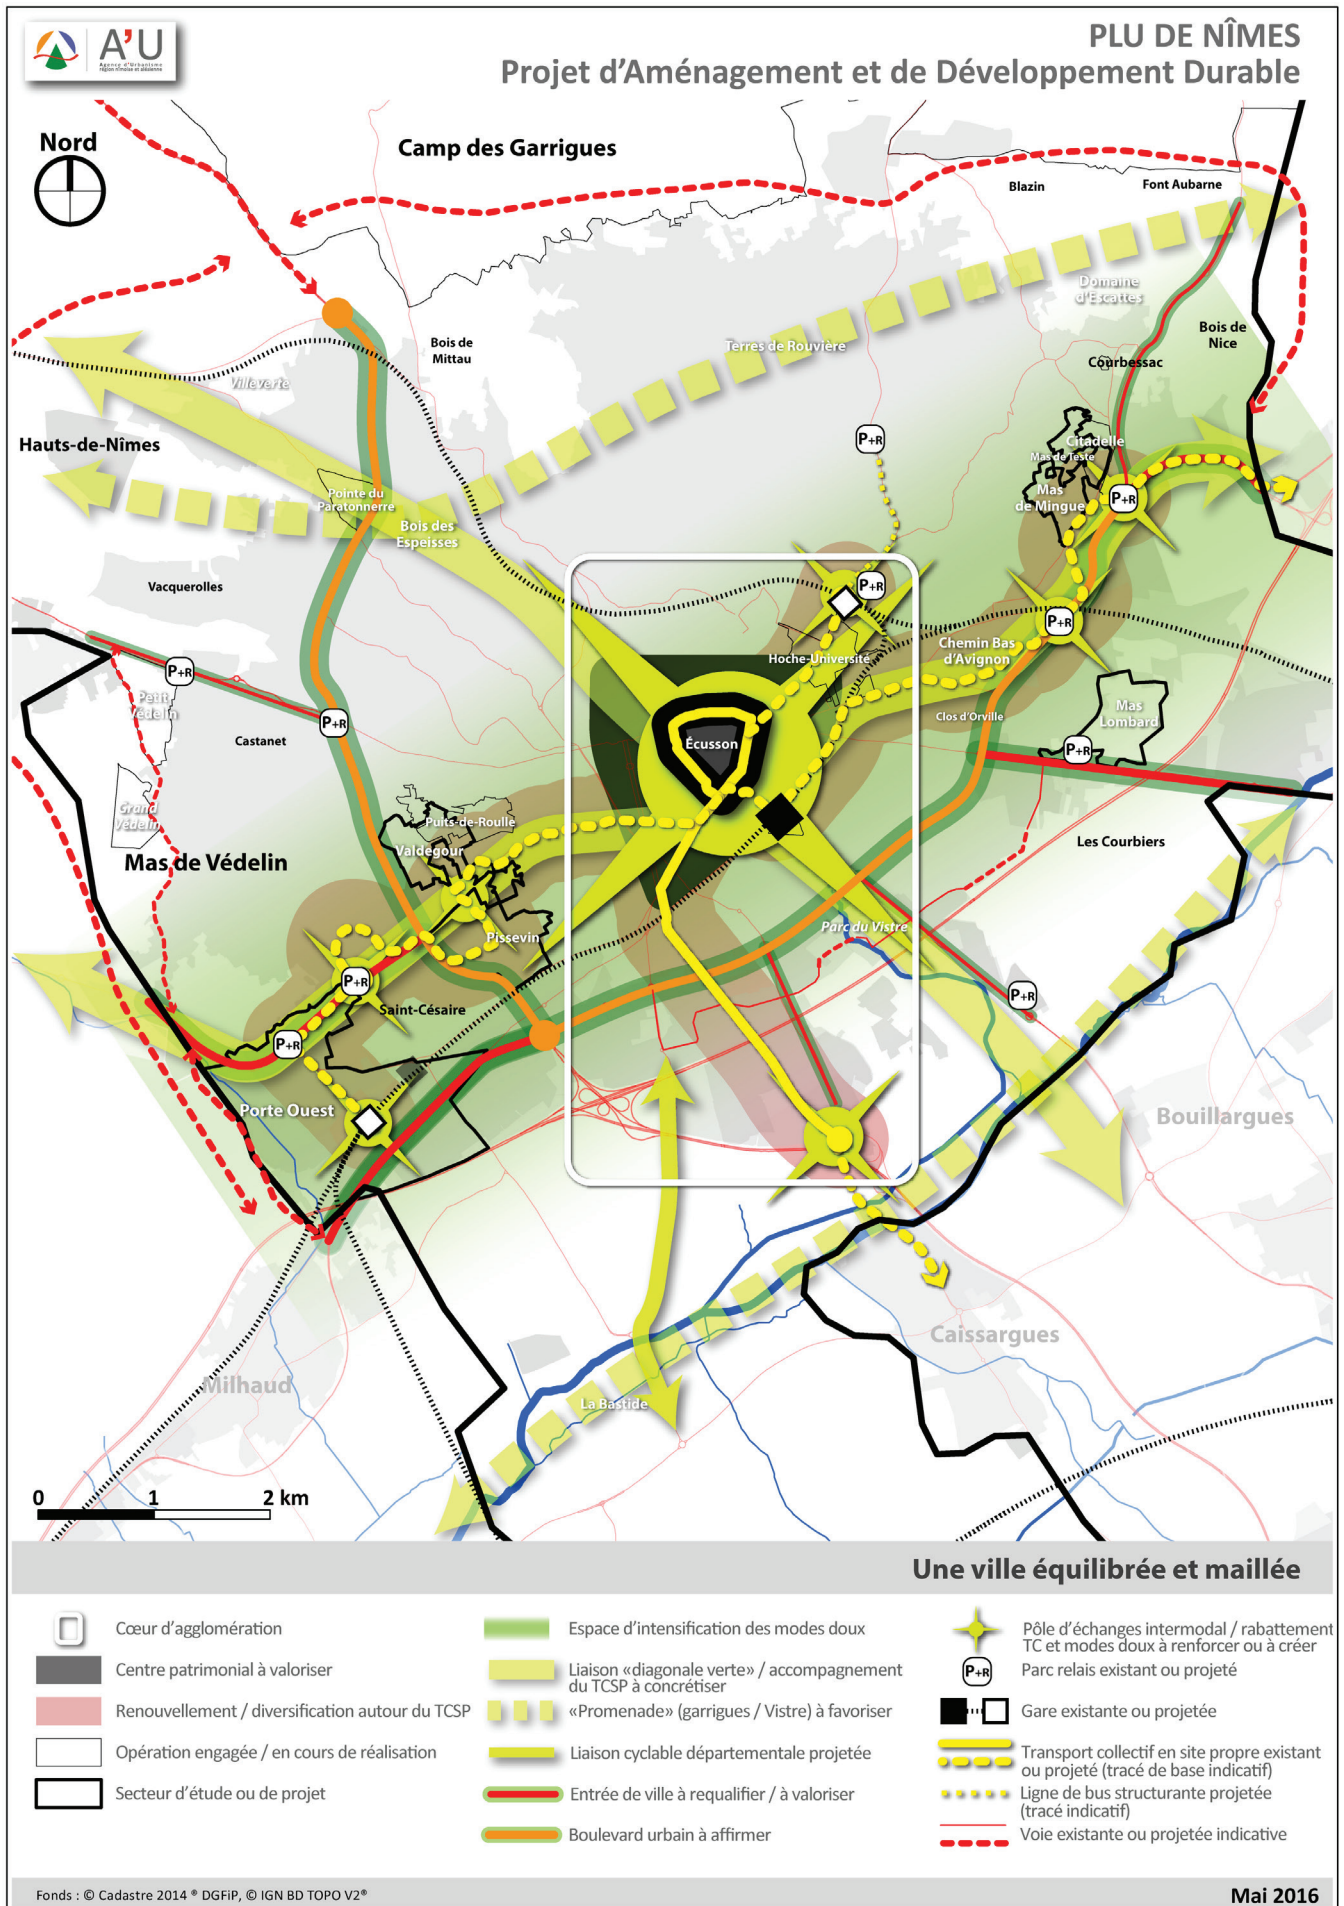 A'U
Agence d'Urbanisme
région nîmoise et alésienne
PLU DE NÎMES
Projet d'Aménagement et de Développement Durable
Nord
Camp des Garrigues
Blazin
Font Aubarne
Domaine
d'Escattes
Bois de
Nice
Bois de
Mittau
Terres de Rouvière
Courbessac
Villeverte
Hauts-de-Nîmes
P+R
Citadelle
Mas de Teste
Mas
de Mingue
P+R
Pointe du
Paratonnerre
Bois des
Espeisses
Vacquerolles
P+R
P+R
Chemin Bas
d'Avignon
Hoche-Université
P+R
Petit
Védelin
P+R
Castanet
Écusson
Clos d'Orville
Mas
Lombard
P+R
Grand
Védelin
Puits-de-Roulle
Valdegour
Mas de Védelin
Les Courbiers
Pissevin
Parc du Vistre
P+R
P+R
Saint-Césaire
P+R
Porte Ouest
Bouillargues
Caissargues
Milhaud
La Bastide
0 1 2 km
Une ville équilibrée et maillée
Cœur d'agglomération
Centre patrimonial à valoriser
Renouvellement / diversification autour du TCSP
Opération engagée / en cours de réalisation
Secteur d'étude ou de projet
Espace d'intensification des modes doux
Liaison «diagonale verte» / accompagnement
du TCSP à concrétiser
«Promenade» (garrigues / Vistre) à favoriser
Liaison cyclable départementale projetée
Entrée de ville à requalifier / à valoriser
Boulevard urbain à affirmer
Pôle d'échanges intermodal / rabattement
TC et modes doux à renforcer ou à créer
P+R
Parc relais existant ou projeté
Gare existante ou projetée
Transport collectif en site propre existant
ou projeté (tracé de base indicatif)
Ligne de bus structurante projetée
(tracé indicatif)
Voie existante ou projetée indicative
Fonds : © Cadastre 2014 ® DGFiP, © IGN BD TOPO V2®
Mai 2016